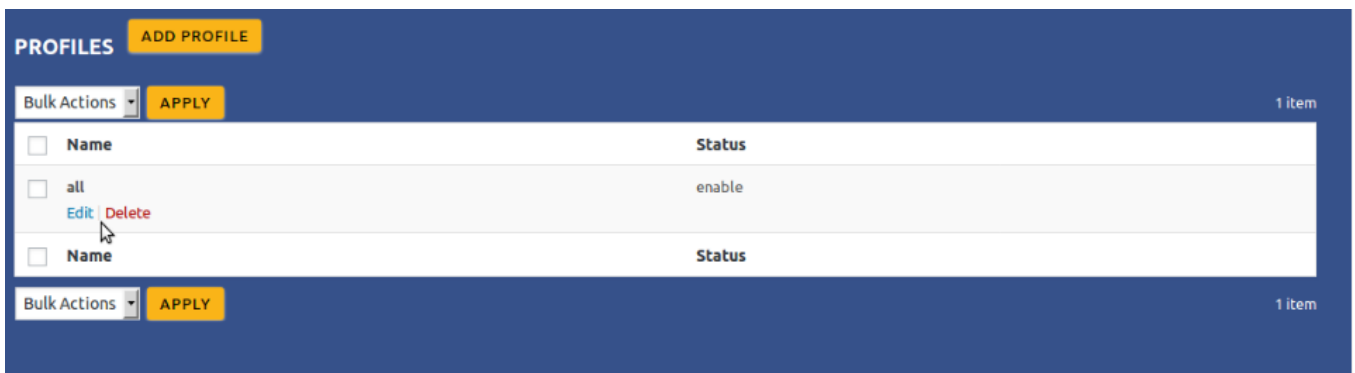 PROFILES ADD PROFILE
Bulk Actions APPLY 1 item
Name Status
all enable
Edit | Delete
Name Status
Bulk Actions APPLY 1 item